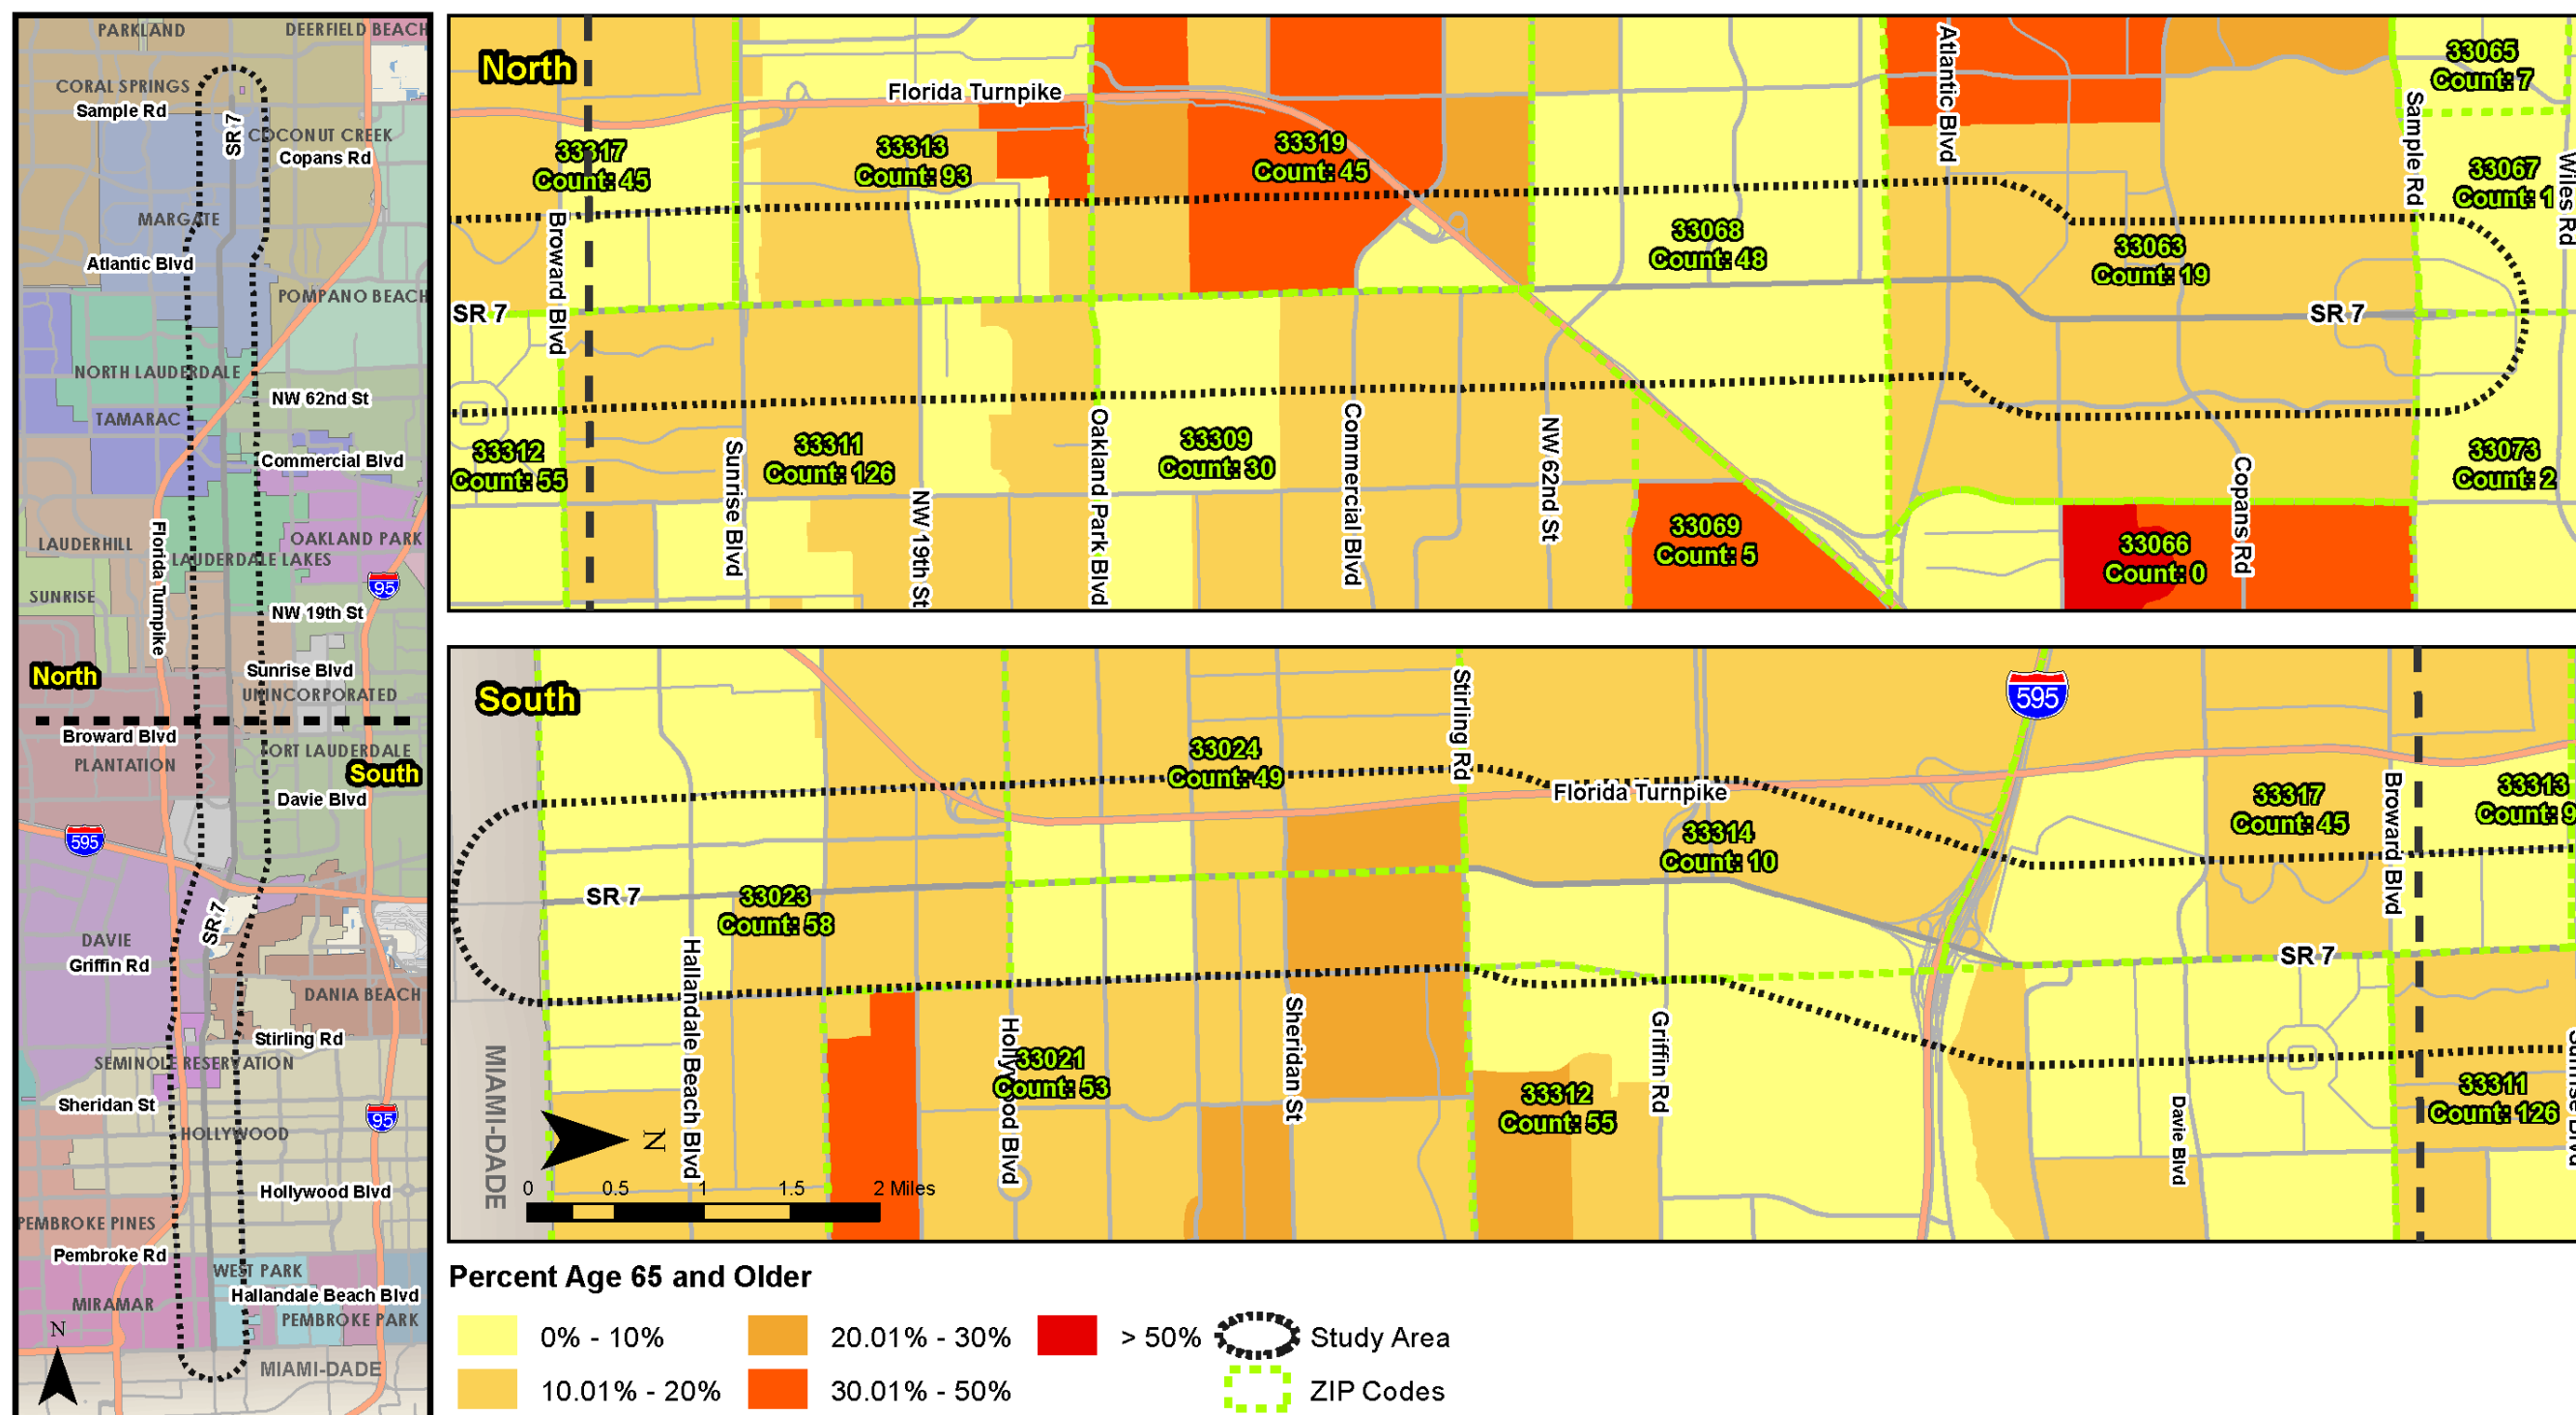 PARKLAND
DEERFIELD BEACH
CORAL SPRINGS
Sample Rd
SR 7
COCONUT CREEK
Copans Rd
MARGATE
Atlantic Blvd
POMPANO BEACH
NORTH LAUDERDALE
NW 62nd St
TAMARAC
Commercial Blvd
Florida Turnpike
LAUDERHILL
OAKLAND PARK
LAUDERDALE LAKES
95
SUNRISE
NW 19th St
North
Sunrise Blvd
UNINCORPORATED
Broward Blvd
FORT LAUDERDALE
PLANTATION
South
Davie Blvd
595
SR 7
DAVIE
Griffin Rd
DANIA BEACH
Stirling Rd
SEMINOLE RESERVATION
Sheridan St
95
HOLLYWOOD
Hollywood Blvd
PEMBROKE PINES
Pembroke Rd
WEST PARK
Hallandale Beach Blvd
MIRAMAR
PEMBROKE PARK
N
MIAMI-DADE
North
Florida Turnpike
33317
Count: 45
33313
Count: 93
33319
Count: 45
33068
Count: 48
Atlantic Blvd
33063
Count: 19
Sample Rd
33065
Count: 7
33067
Count: 1
Wiles Rd
Broward Blvd
SR 7
SR 7
33312
Count: 55
Sunrise Blvd
33311
Count: 126
NW 19th St
Oakland Park Blvd
33309
Count: 30
Commercial Blvd
NW 62nd St
33069
Count: 5
33066
Count: 0
Copans Rd
33073
Count: 2
South
33024
Count: 49
Stirling Rd
Florida Turnpike
595
33314
Count: 10
33317
Count: 45
Broward Blvd
33313
Count: 9
SR 7
33023
Count: 58
SR 7
Hallandale Beach Blvd
33021
Count: 53
Hollywood Blvd
Sheridan St
33312
Count: 55
Griffin Rd
Davie Blvd
33311
Count: 126
Sunrise Blvd
MIAMI-DADE
N
0 0.5 1 1.5 2 Miles
Percent Age 65 and Older
0% - 10%
20.01% - 30%
> 50%
Study Area
10.01% - 20%
30.01% - 50%
ZIP Codes